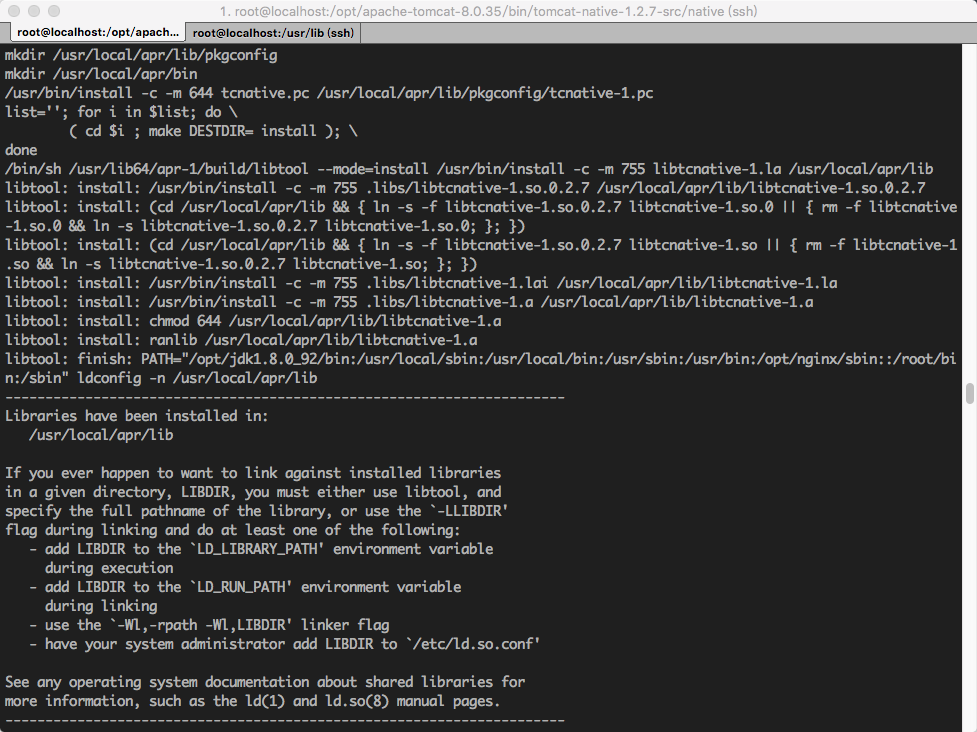 1. root@localhost:/opt/apache-tomcat-8.0.35/bin/tomcat-native-1.2.7-src/native (ssh)
root@localhost:/opt/apach... root@localhost:/usr/lib (ssh)
mkdir /usr/local/apr/lib/pkgconfig
mkdir /usr/local/apr/bin
/usr/bin/install -c -m 644 tcnative.pc /usr/local/apr/lib/pkgconfig/tcnative-1.pc
list=''; for i in $list; do \
        ( cd $i ; make DESTDIR= install ); \
done
/bin/sh /usr/lib64/apr-1/build/libtool --mode=install /usr/bin/install -c -m 755 libtcnative-1.la /usr/local/apr/lib
libtool: install: /usr/bin/install -c -m 755 .libs/libtcnative-1.so.0.2.7 /usr/local/apr/lib/libtcnative-1.so.0.2.7
libtool: install: (cd /usr/local/apr/lib && { ln -s -f libtcnative-1.so.0.2.7 libtcnative-1.so.0 || { rm -f libtcnative
-1.so.0 && ln -s libtcnative-1.so.0.2.7 libtcnative-1.so.0; }; })
libtool: install: (cd /usr/local/apr/lib && { ln -s -f libtcnative-1.so.0.2.7 libtcnative-1.so || { rm -f libtcnative-1
.so && ln -s libtcnative-1.so.0.2.7 libtcnative-1.so; }; })
libtool: install: /usr/bin/install -c -m 755 .libs/libtcnative-1.lai /usr/local/apr/lib/libtcnative-1.la
libtool: install: /usr/bin/install -c -m 755 .libs/libtcnative-1.a /usr/local/apr/lib/libtcnative-1.a
libtool: install: chmod 644 /usr/local/apr/lib/libtcnative-1.a
libtool: install: ranlib /usr/local/apr/lib/libtcnative-1.a
libtool: finish: PATH="/opt/jdk1.8.0_92/bin:/usr/local/sbin:/usr/local/bin:/usr/sbin:/usr/bin:/opt/nginx/sbin::/root/bi
n:/sbin" ldconfig -n /usr/local/apr/lib
----------------------------------------------------------------------
Libraries have been installed in:
   /usr/local/apr/lib

If you ever happen to want to link against installed libraries
in a given directory, LIBDIR, you must either use libtool, and
specify the full pathname of the library, or use the `-LLIBDIR'
flag during linking and do at least one of the following:
   - add LIBDIR to the `LD_LIBRARY_PATH' environment variable
     during execution
   - add LIBDIR to the `LD_RUN_PATH' environment variable
     during linking
   - use the `-Wl,-rpath -Wl,LIBDIR' linker flag
   - have your system administrator add LIBDIR to `/etc/ld.so.conf'

See any operating system documentation about shared libraries for
more information, such as the ld(1) and ld.so(8) manual pages.
----------------------------------------------------------------------